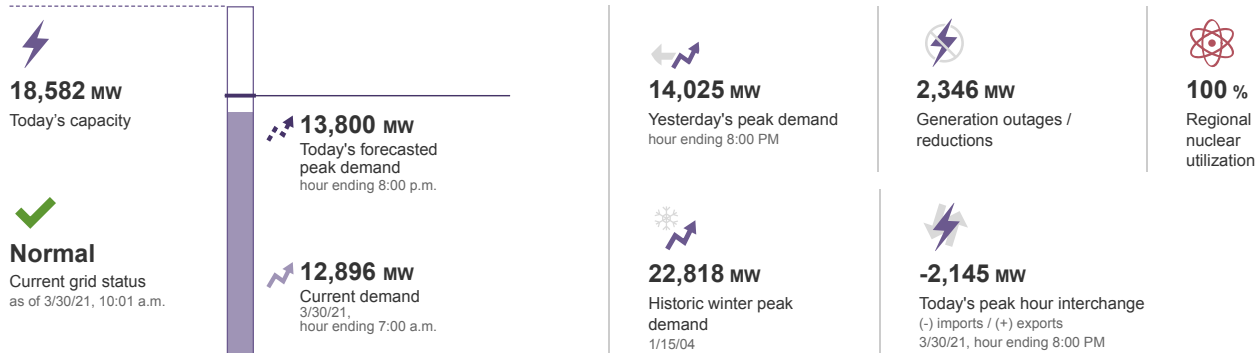 18,582 MW
Today's capacity
Normal
Current grid status
as of 3/30/21, 10:01 a.m.
13,800 MW
Today's forecasted
peak demand
hour ending 8:00 p.m.
12,896 MW
Current demand
3/30/21,
hour ending 7:00 a.m.
14,025 MW
Yesterday's peak demand
hour ending 8:00 PM
2,346 MW
Generation outages /
reductions
100 %
Regional
nuclear
utilization
22,818 MW
Historic winter peak
demand
1/15/04
-2,145 MW
Today's peak hour interchange
(-) imports / (+) exports
3/30/21, hour ending 8:00 PM